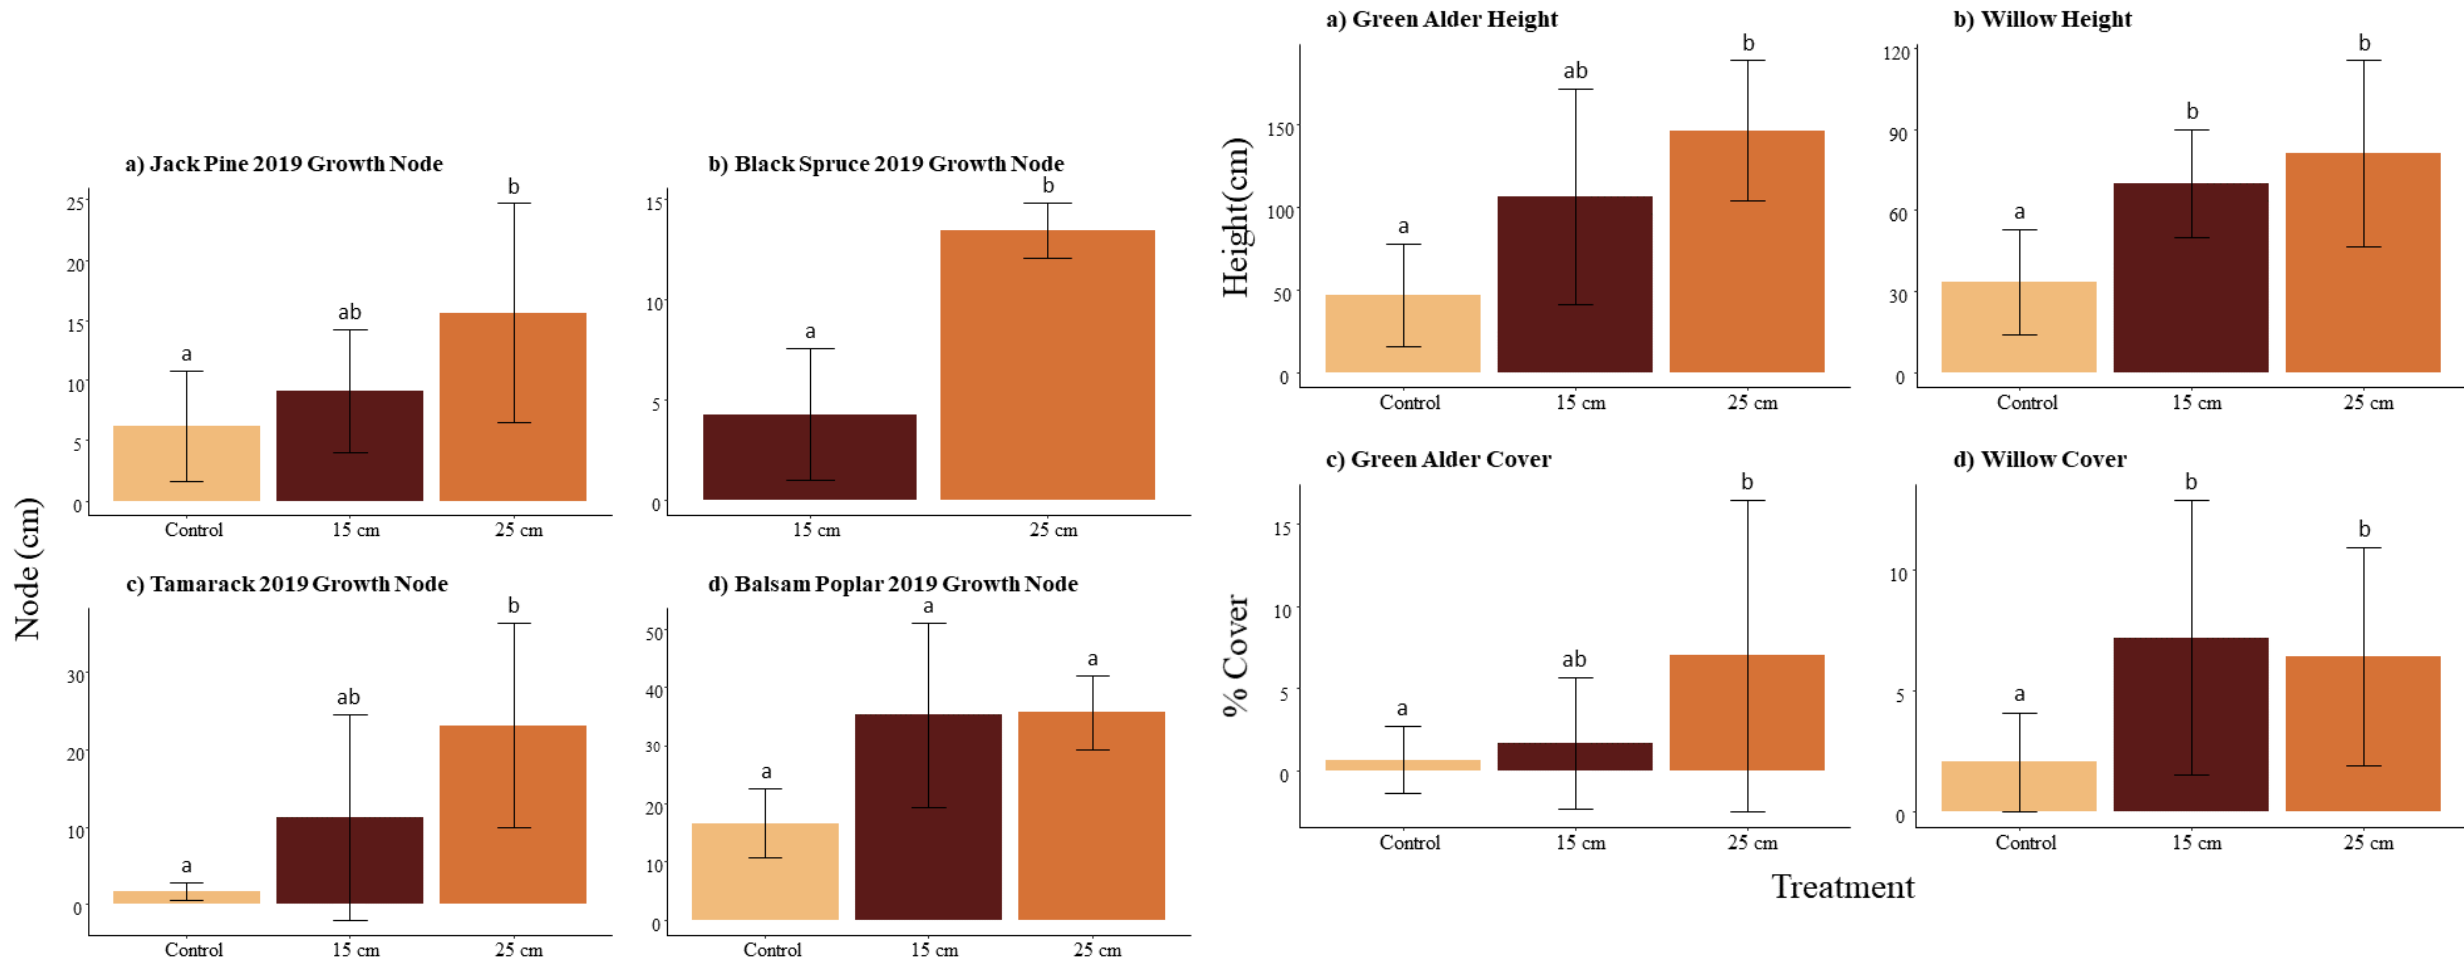 a) Jack Pine 2019 Growth Node
25
20
15
10
5
0
a
ab
b
Control
15 cm
25 cm
b) Black Spruce 2019 Growth Node
15
10
5
0
a
b
15 cm
25 cm
Node (cm)
c) Tamarack 2019 Growth Node
30
20
10
0
a
ab
b
Control
15 cm
25 cm
d) Balsam Poplar 2019 Growth Node
50
40
30
20
10
0
a
a
a
Control
15 cm
25 cm
a) Green Alder Height
Height(cm)
150
100
50
0
a
ab
b
Control
15 cm
25 cm
b) Willow Height
120
90
60
30
0
a
b
b
Control
15 cm
25 cm
c) Green Alder Cover
% Cover
15
10
5
0
a
ab
b
Control
15 cm
25 cm
d) Willow Cover
10
5
0
a
b
b
Control
15 cm
25 cm
Treatment